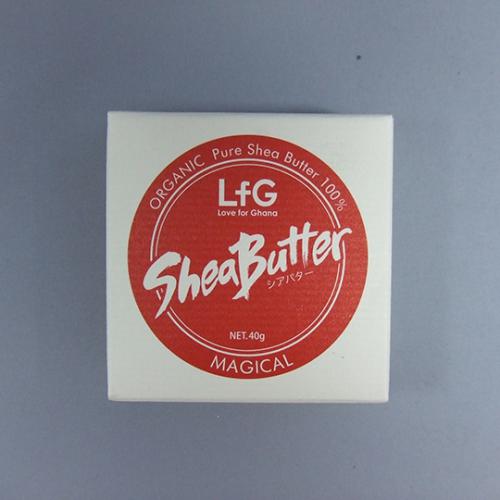 ORGANIC Pure Shea Butter 100%
LfG
Love for Ghana
SheaButter
シアバター
NET.40g
MAGICAL